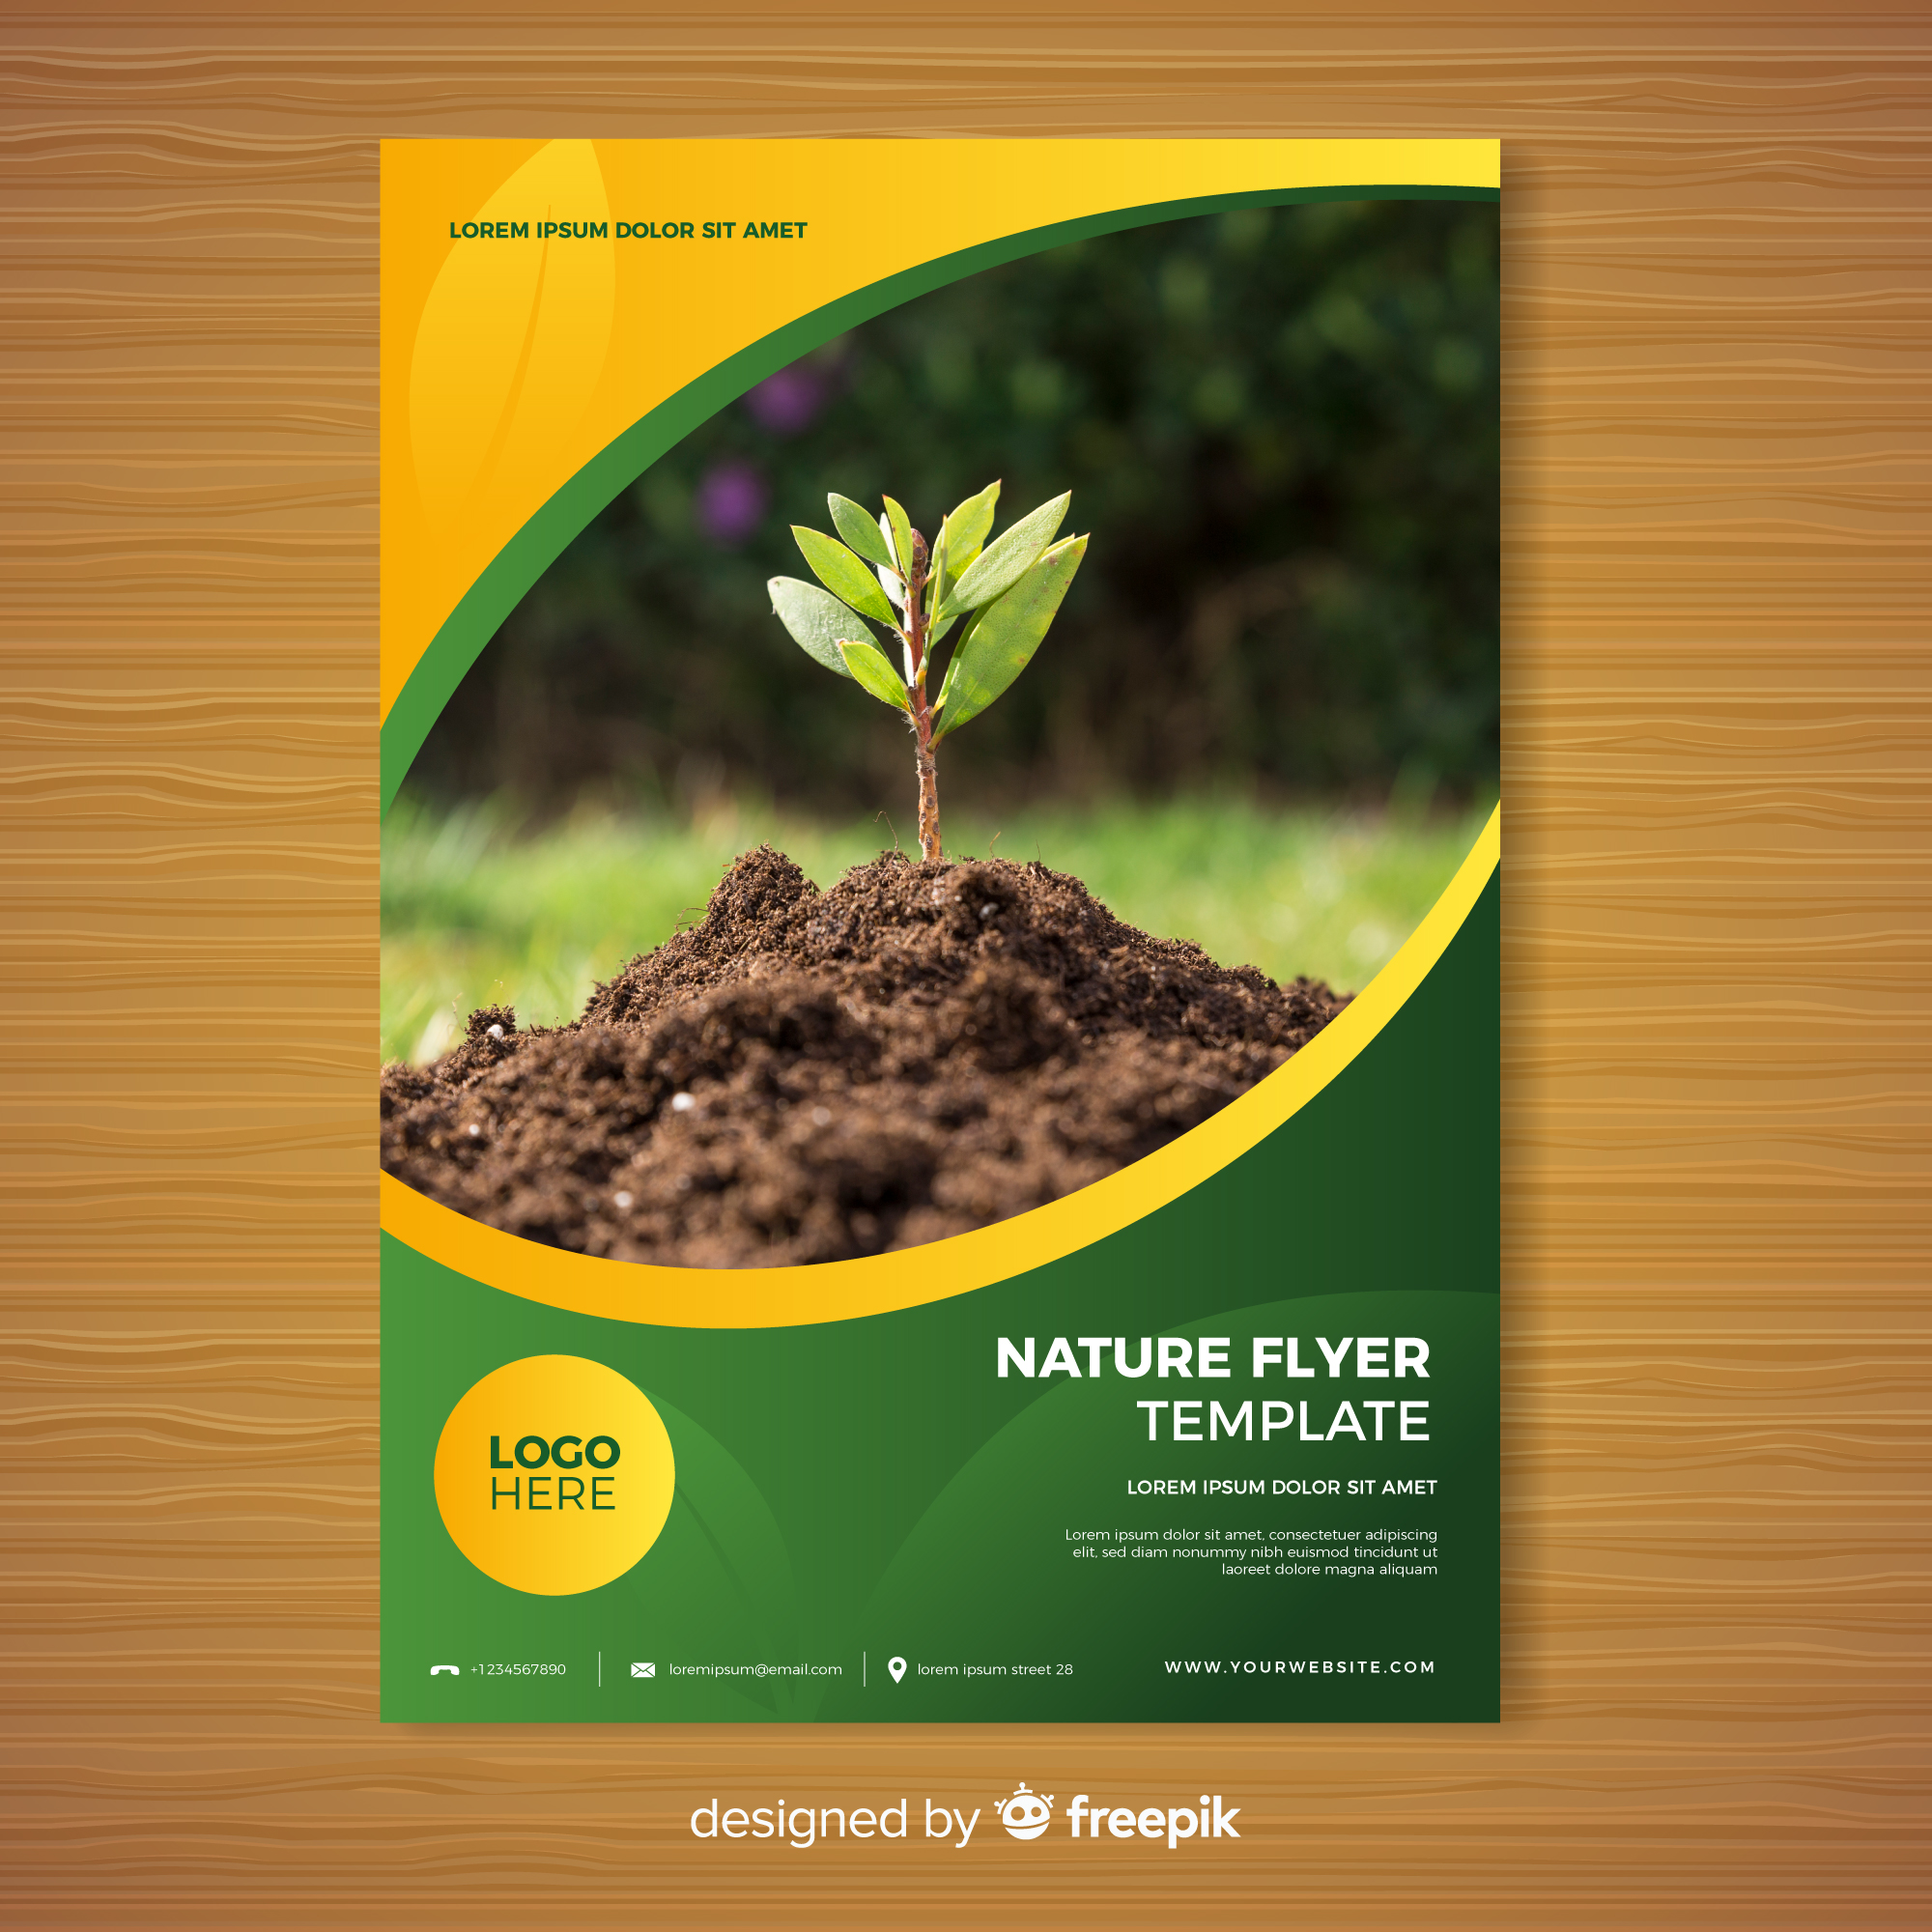 LOREM IPSUM DOLOR SIT AMET
NATURE FLYER
TEMPLATE
LOGO
HERE
LOREM IPSUM DOLOR SIT AMET
Lorem ipsum dolor sit amet, consectetuer adipiscing
elit, sed diam nonummy nibh euismod tincidunt ut
laoreet dolore magna aliquam
+1234567890
loremipsum@email.com
lorem ipsum street 28
WWW.YOURWEBSITE.COM
designed by freepik